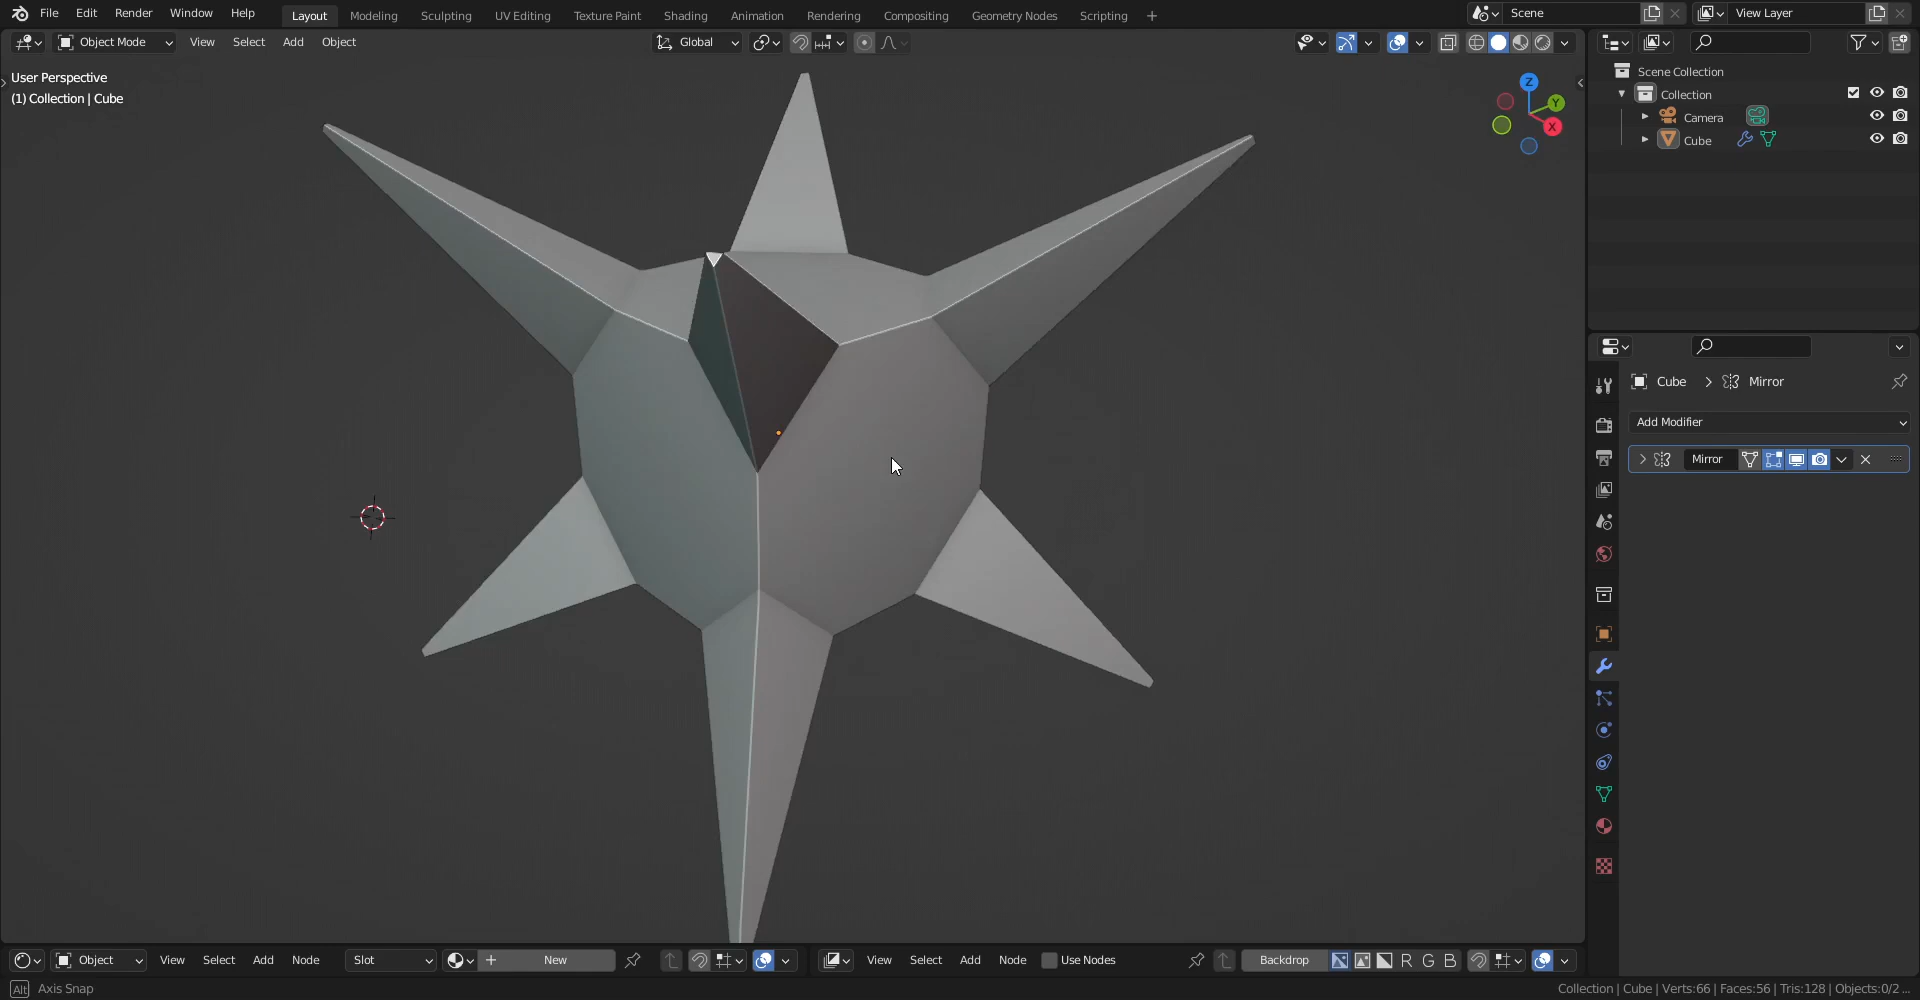 File Edit Render Window Help Layout Modeling Sculpting UV Editing Texture Paint Shading Animation Rendering Compositing Geometry Nodes Scripting + Scene View Layer
Object Mode View Select Add Object Global
User Perspective
(1) Collection | Cube
Z
Y
X
Scene Collection
Collection
Camera
Cube
Cube > Mirror
Add Modifier
Mirror
Object View Select Add Node Slot New View Select Add Node Use Nodes Backdrop R G B
Alt Axis Snap
Collection | Cube | Verts:66 | Faces:56 | Tris:128 | Objects:0/2 ...